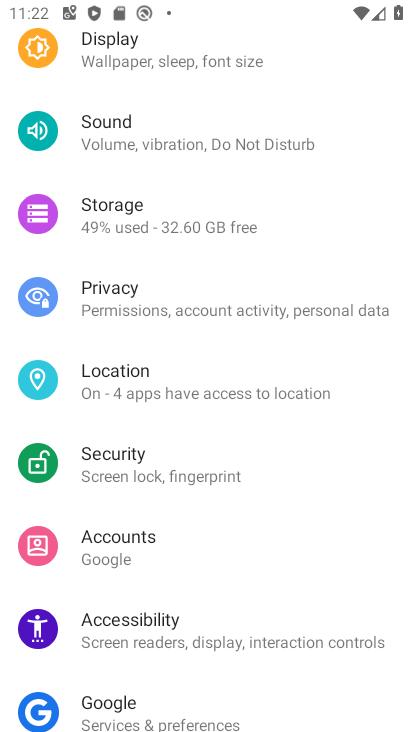 11:22
Display
Wallpaper, sleep, font size
Sound
Volume, vibration, Do Not Disturb
Storage
49% used - 32.60 GB free
Privacy
Permissions, account activity, personal data
Location
On - 4 apps have access to location
Security
Screen lock, fingerprint
Accounts
Google
Accessibility
Screen readers, display, interaction controls
Google
Services & preferences